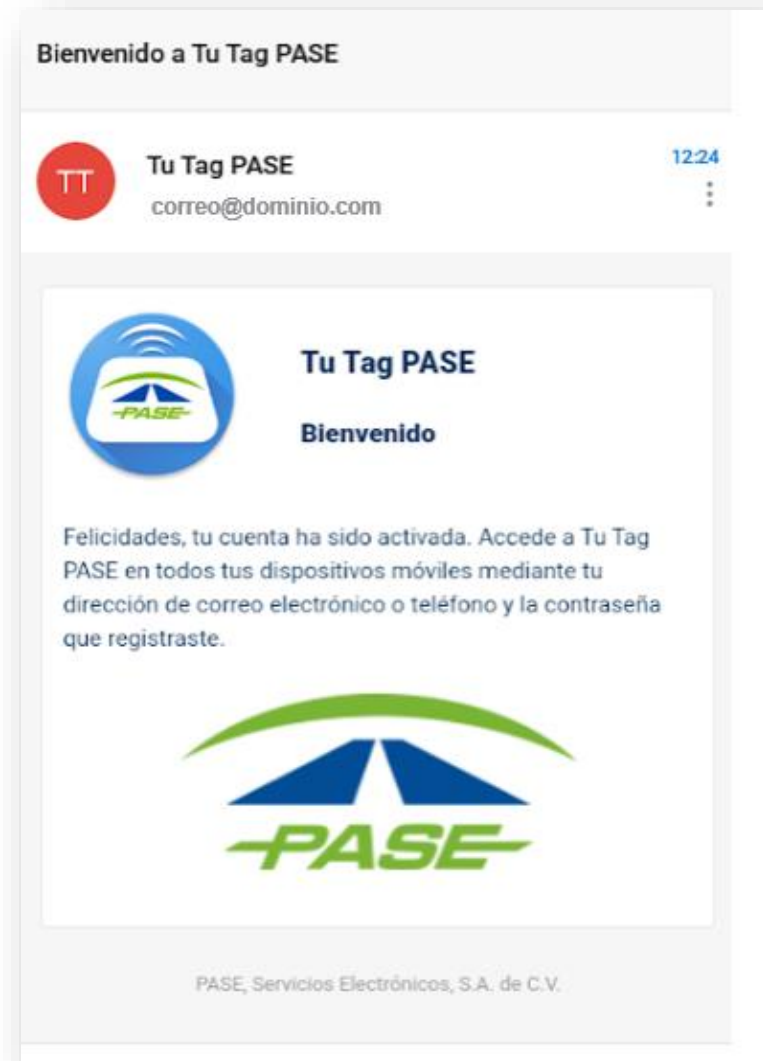 Bienvenido a Tu Tag PASE
TT
Tu Tag PASE
12:24
correo@dominio.com
PASE
Tu Tag PASE
Bienvenido
Felicidades, tu cuenta ha sido activada. Accede a Tu Tag
PASE en todos tus dispositivos móviles mediante tu
dirección de correo electrónico o teléfono y la contraseña
que registraste.
PASE
PASE, Servicios Electrónicos, S.A. de C.V.